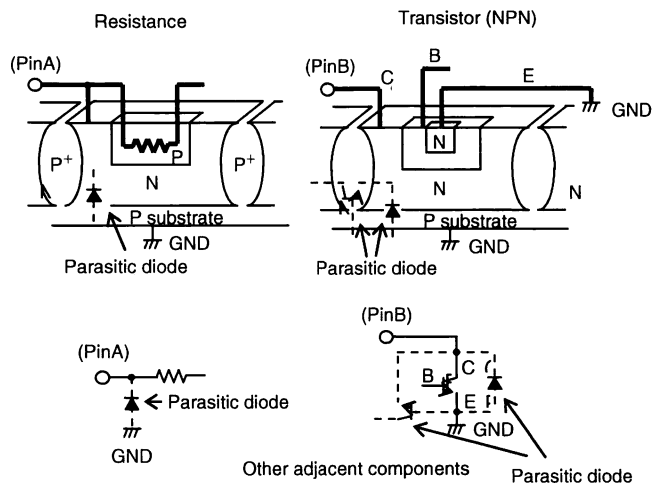 Resistance
Transistor (NPN)
(PinA)
(PinB)
C
B
E
GND
P+
P
P+
N
N
N
N
P substrate
P substrate
GND
GND
Parasitic diode
Parasitic diode
(PinB)
(PinA)
B
C
E
Parasitic diode
GND
GND
Other adjacent components
Parasitic diode